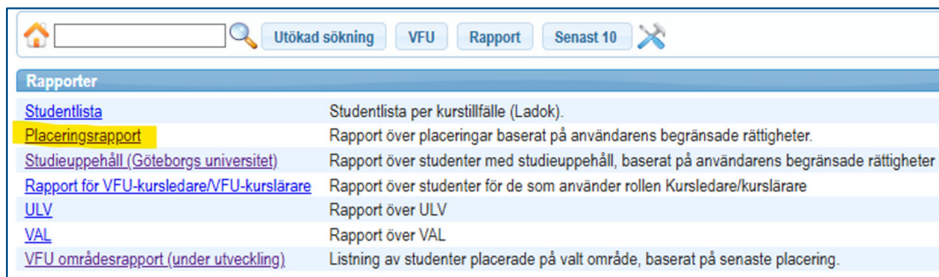 Utökad sökning VFU Rapport Senast 10
Rapporter
Studentlista Studentlista per kurstillfälle (Ladok).
Placeringsrapport Rapport över placeringar baserat på användarens begränsade rättigheter.
Studieuppehåll (Göteborgs universitet) Rapport över studenter med studieuppehåll, baserat på användarens begränsade rättigheter
Rapport för VFU-kursledare/VFU-kurslärare Rapport över studenter för de som använder rollen Kursledare/kurslärare
ULV Rapport över ULV
VAL Rapport över VAL
VFU områdesrapport (under utveckling) Listning av studenter placerade på valt område, baserat på senaste placering.